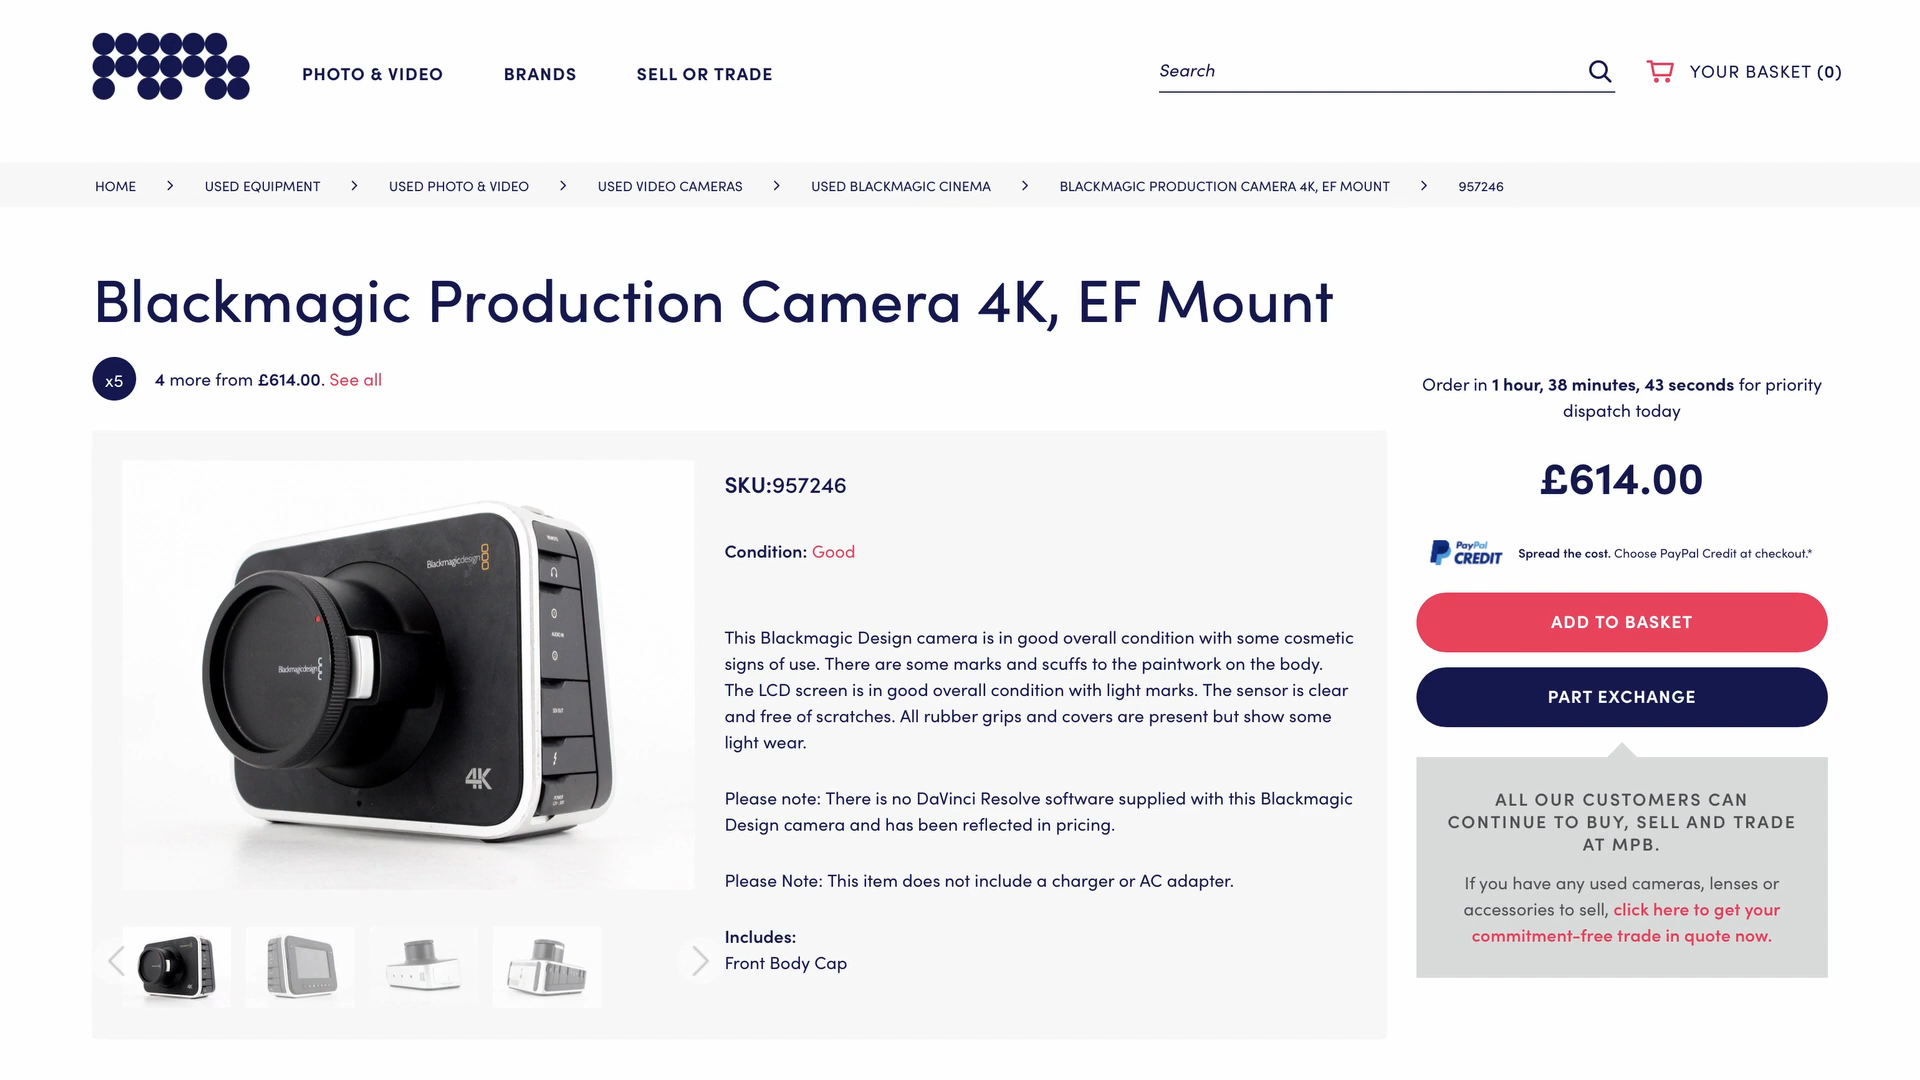 PHOTO & VIDEO
BRANDS
SELL OR TRADE
Search
YOUR BASKET (0)
HOME
USED EQUIPMENT
USED PHOTO & VIDEO
USED VIDEO CAMERAS
USED BLACKMAGIC CINEMA
BLACKMAGIC PRODUCTION CAMERA 4K, EF MOUNT
957246
Blackmagic Production Camera 4K, EF Mount
x5
4 more from £614.00. See all
Blackmagicdesign
Blackmagicdesign
REMOTE
AUDIO IN
SDI OUT
4K
SKU:957246
Condition: Good
This Blackmagic Design camera is in good overall condition with some cosmetic
signs of use. There are some marks and scuffs to the paintwork on the body.
The LCD screen is in good overall condition with light marks. The sensor is clear
and free of scratches. All rubber grips and covers are present but show some
light wear.
Please note: There is no DaVinci Resolve software supplied with this Blackmagic
Design camera and has been reflected in pricing.
Please Note: This item does not include a charger or AC adapter.
Includes:
Front Body Cap
Order in 1 hour, 38 minutes, 43 seconds for priority
dispatch today
£614.00
PayPal
CREDIT
Spread the cost. Choose PayPal Credit at checkout.*
ADD TO BASKET
PART EXCHANGE
ALL OUR CUSTOMERS CAN
CONTINUE TO BUY, SELL AND TRADE
AT MPB.
If you have any used cameras, lenses or
accessories to sell, click here to get your
commitment-free trade in quote now.